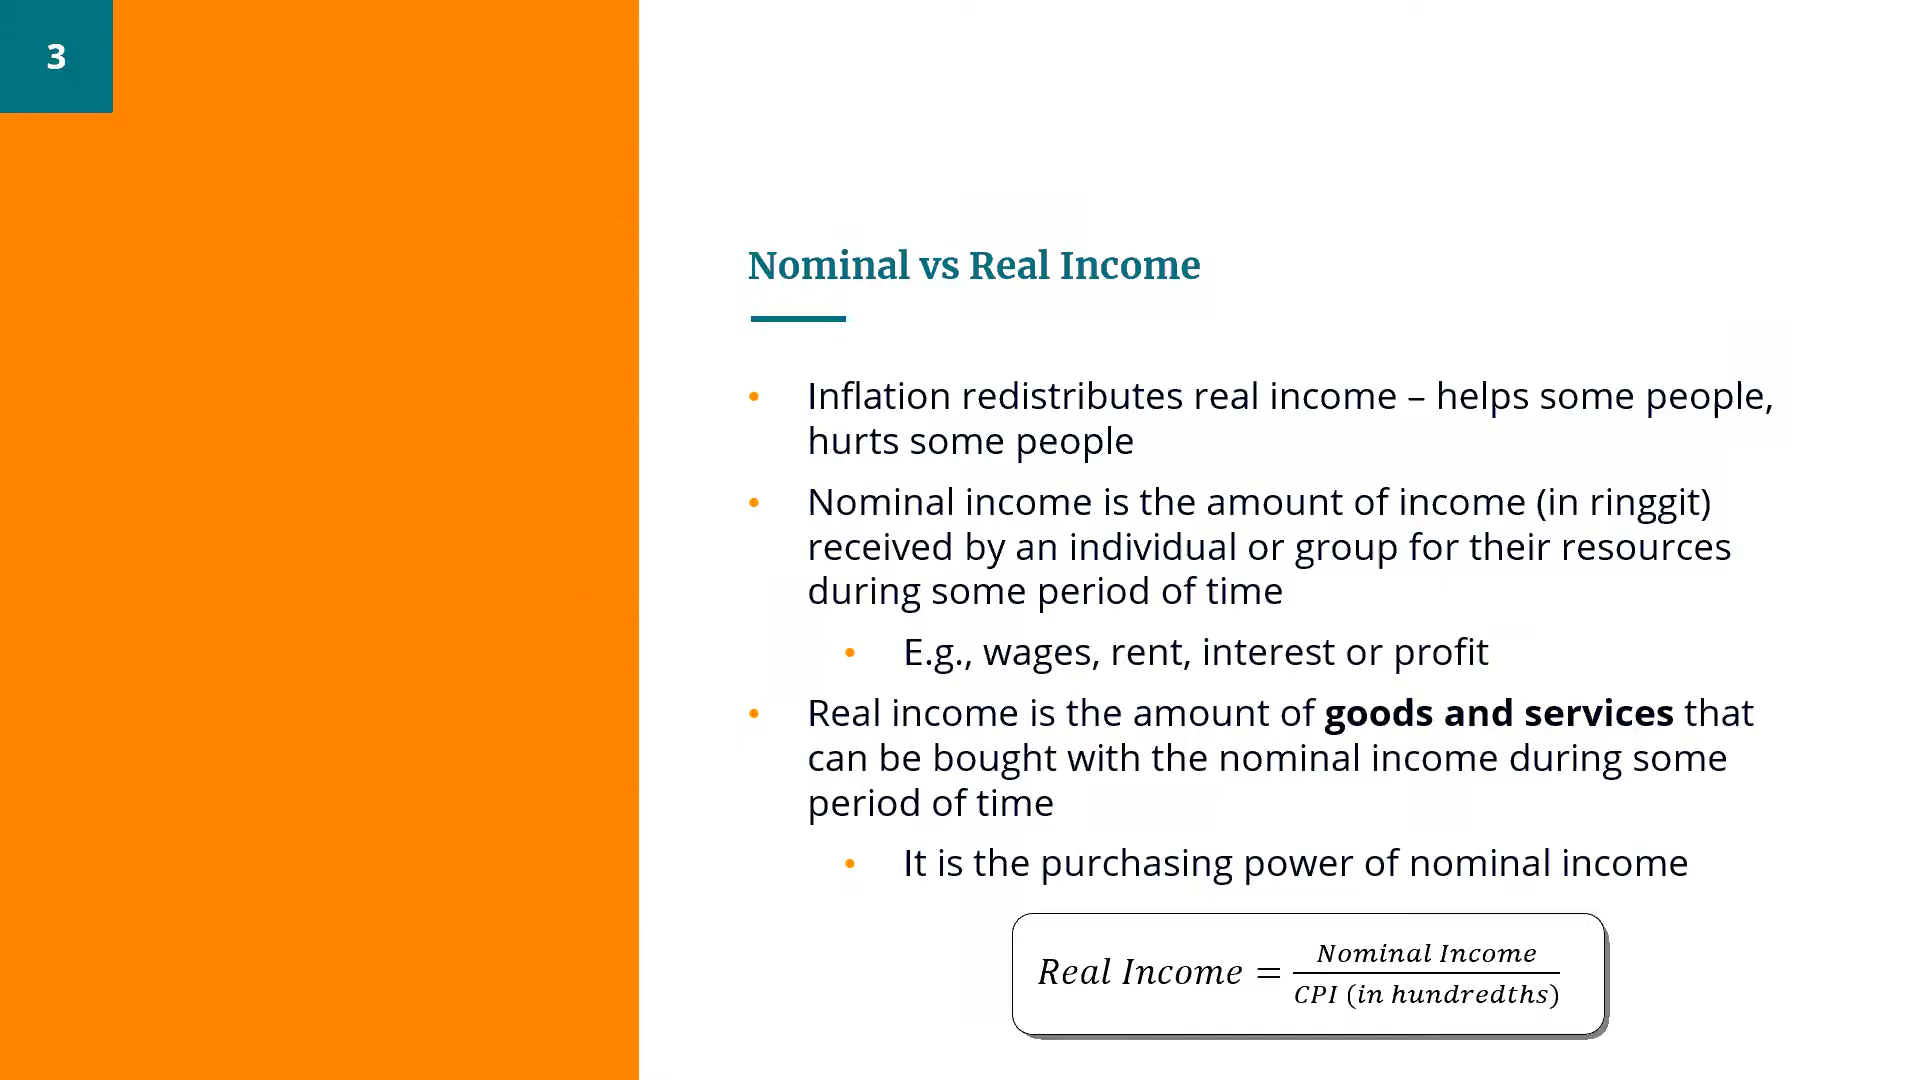 3
Nominal vs Real Income
• Inflation redistributes real income – helps some people,
hurts some people
• Nominal income is the amount of income (in ringgit)
received by an individual or group for their resources
during some period of time
• E.g., wages, rent, interest or profit
• Real income is the amount of goods and services that
can be bought with the nominal income during some
period of time
• It is the purchasing power of nominal income
Real Income = Nominal Income / CPI (in hundredths)